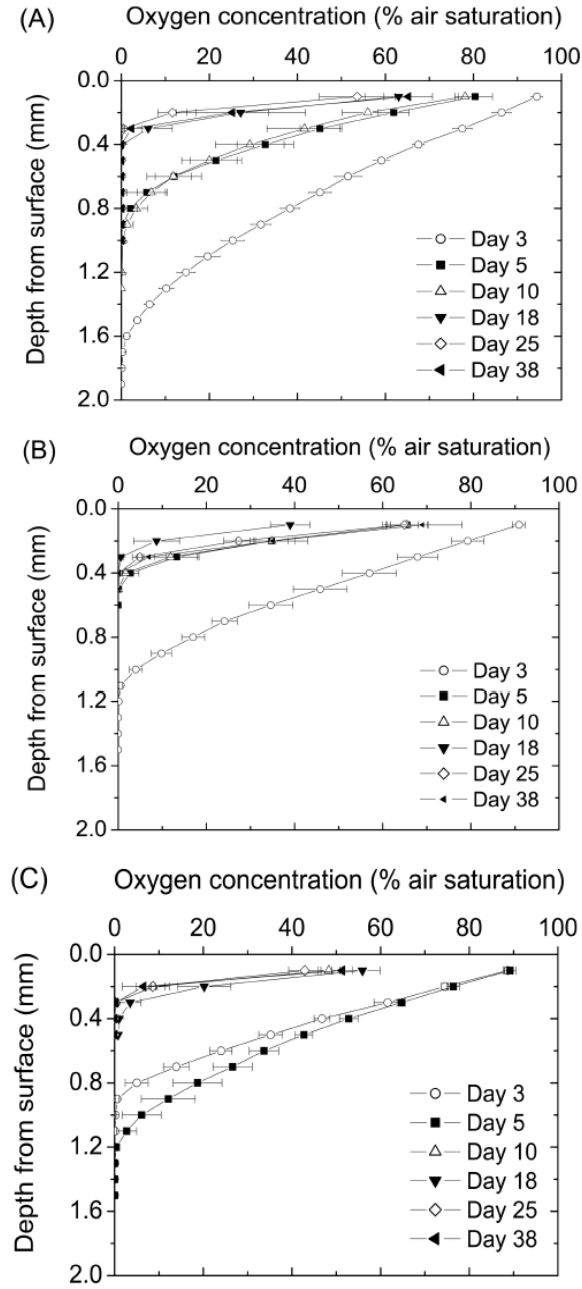 (A)
Oxygen concentration (% air saturation)
0 20 40 60 80 100
Depth from surface (mm)
0.0
0.4
0.8
1.2
1.6
2.0
Day 3
Day 5
Day 10
Day 18
Day 25
Day 38
(B)
Oxygen concentration (% air saturation)
0 20 40 60 80 100
Depth from surface (mm)
0.0
0.4
0.8
1.2
1.6
2.0
Day 3
Day 5
Day 10
Day 18
Day 25
Day 38
(C)
Oxygen concentration (% air saturation)
0 20 40 60 80 100
Depth from surface (mm)
0.0
0.4
0.8
1.2
1.6
2.0
Day 3
Day 5
Day 10
Day 18
Day 25
Day 38